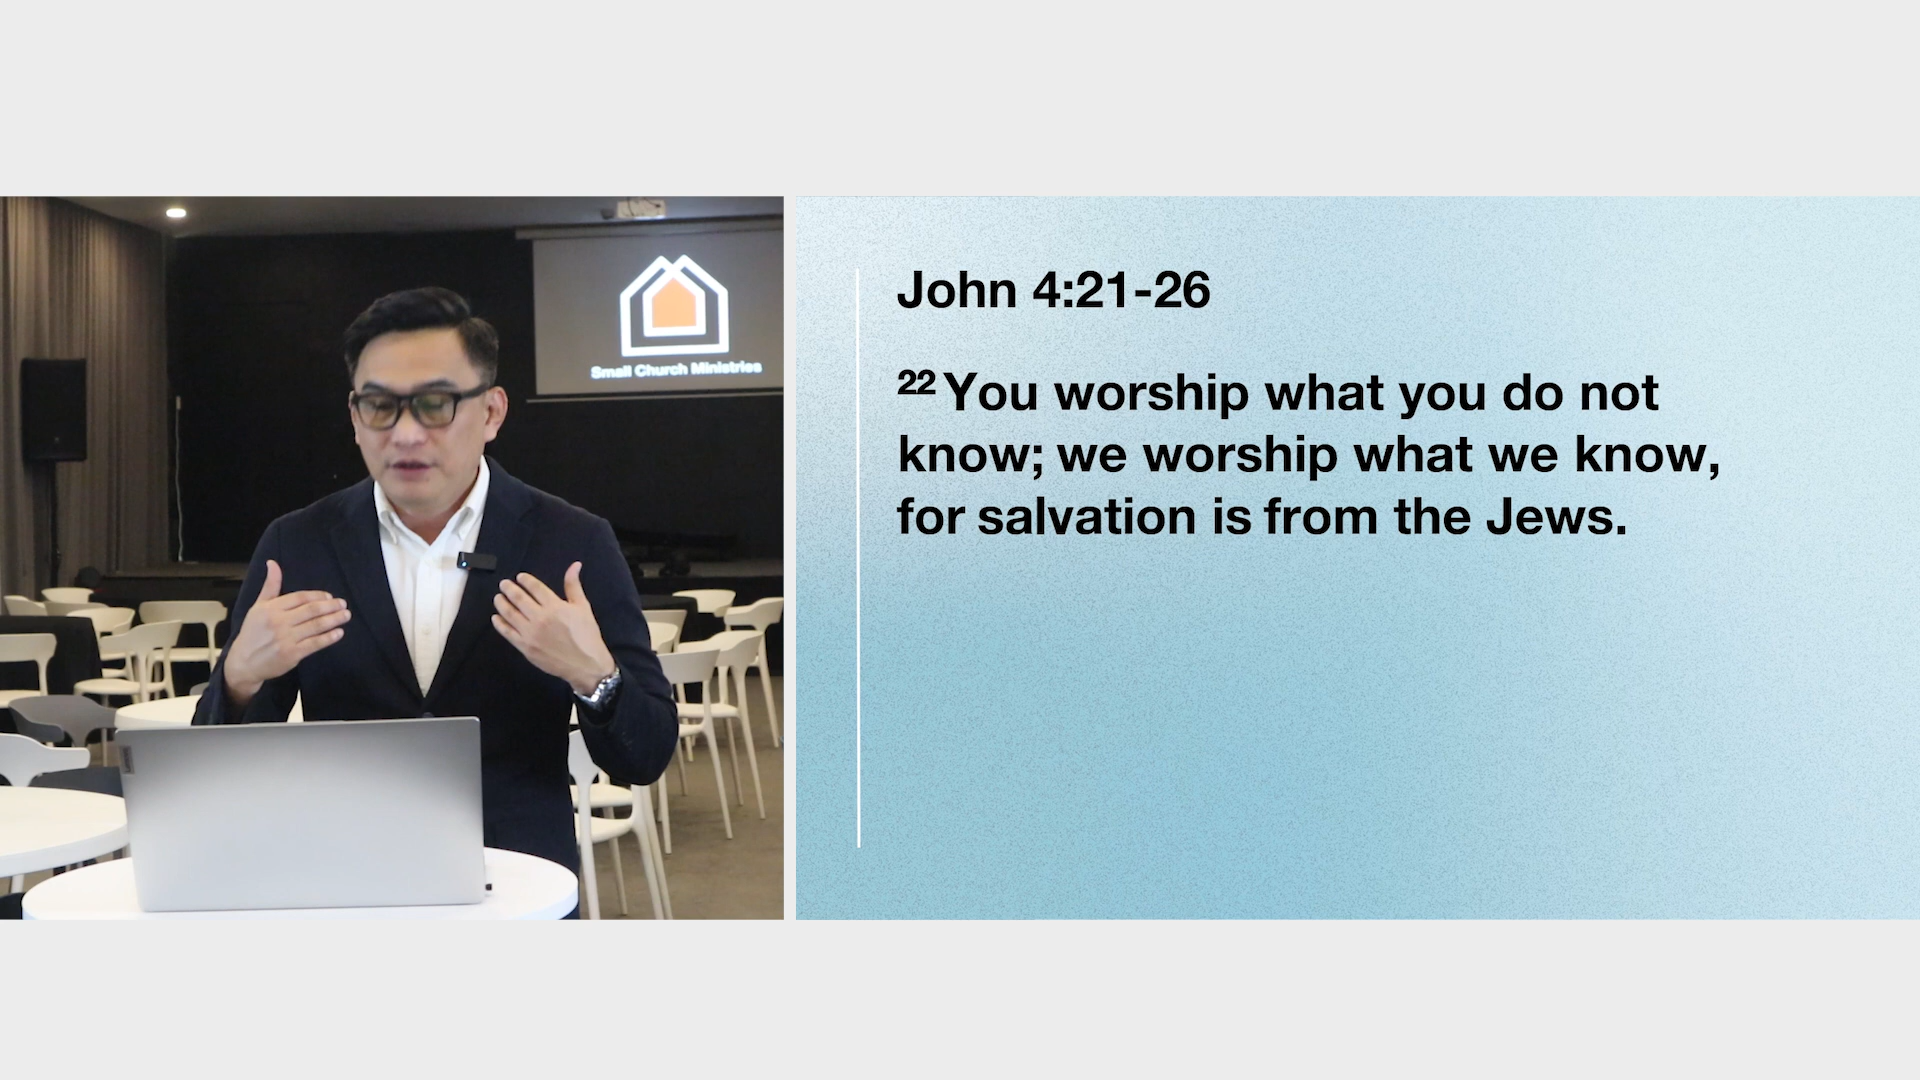 Small Church Ministries
John 4:21-26
22 You worship what you do not
know; we worship what we know,
for salvation is from the Jews.